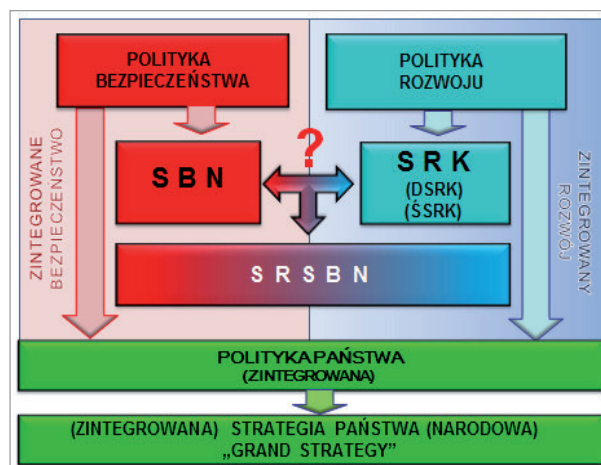 POLITYKA
BEZPIECZEŃSTWA
POLITYKA
ROZWOJU
ZINTEGROWANE
BEZPIECZEŃSTWO
?
S B N
S R K
(DSRK)
(ŚSRK)
ZINTEGROWANY
ROZWÓJ
S R S B N
POLITYKA PAŃSTWA
(ZINTEGROWANA)
(ZINTEGROWANA) STRATEGIA PAŃSTWA (NARODOWA)
„GRAND STRATEGY”